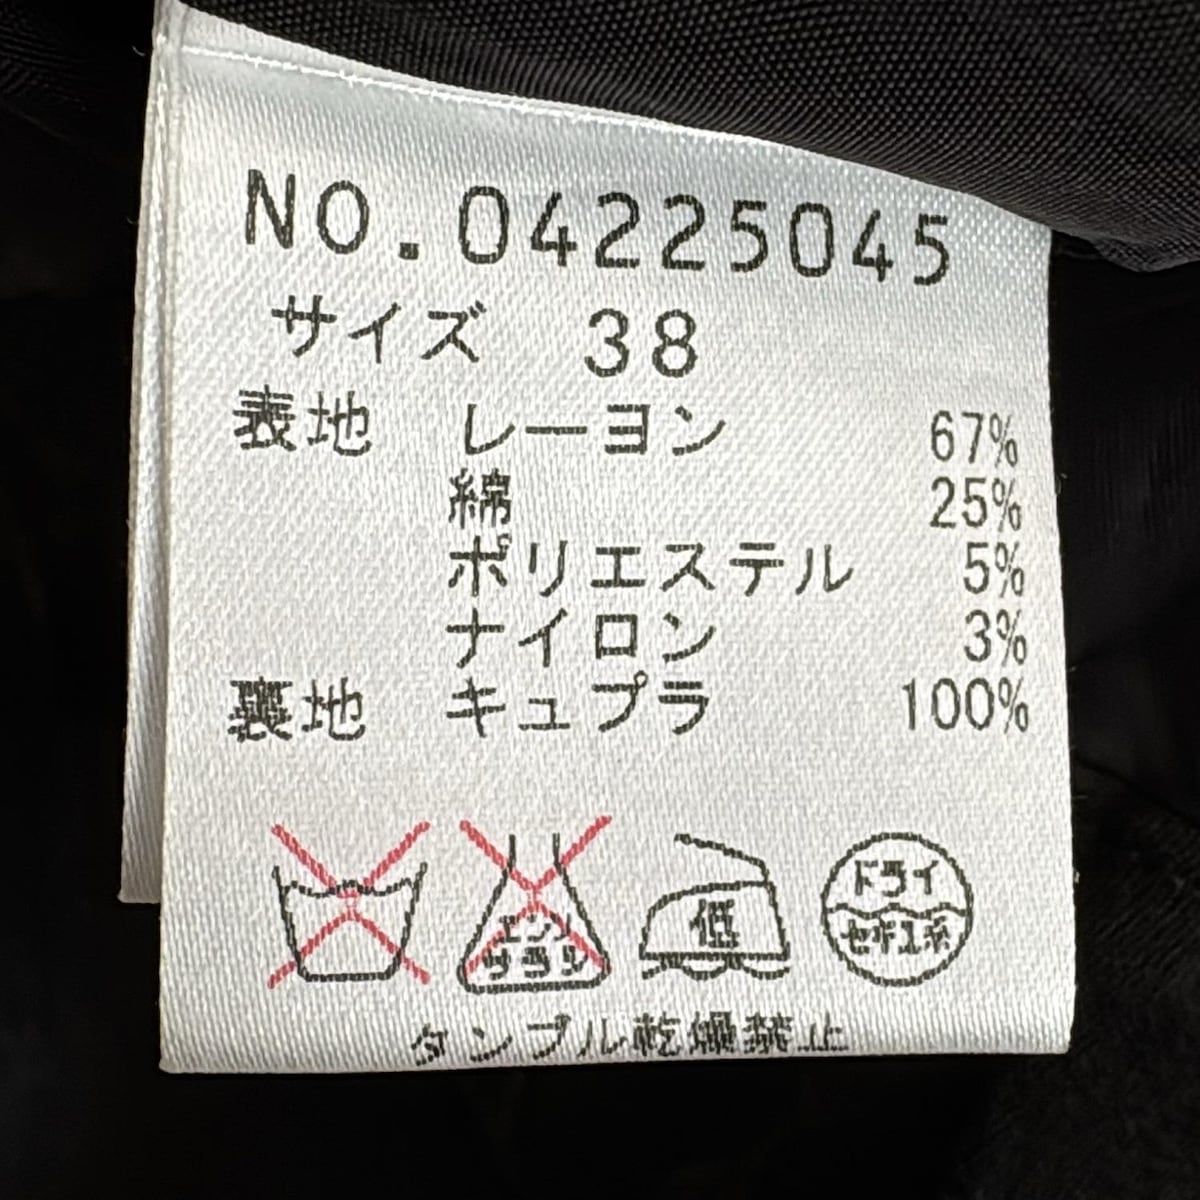 NO.04225045
サイズ 38
表地 レーヨン 67%
綿 25%
ポリエステル 5%
ナイロン 3%
裏地 キュプラ 100%
エンソ
サラシ
低
ドライ
セキユ系
タンブル乾燥禁止